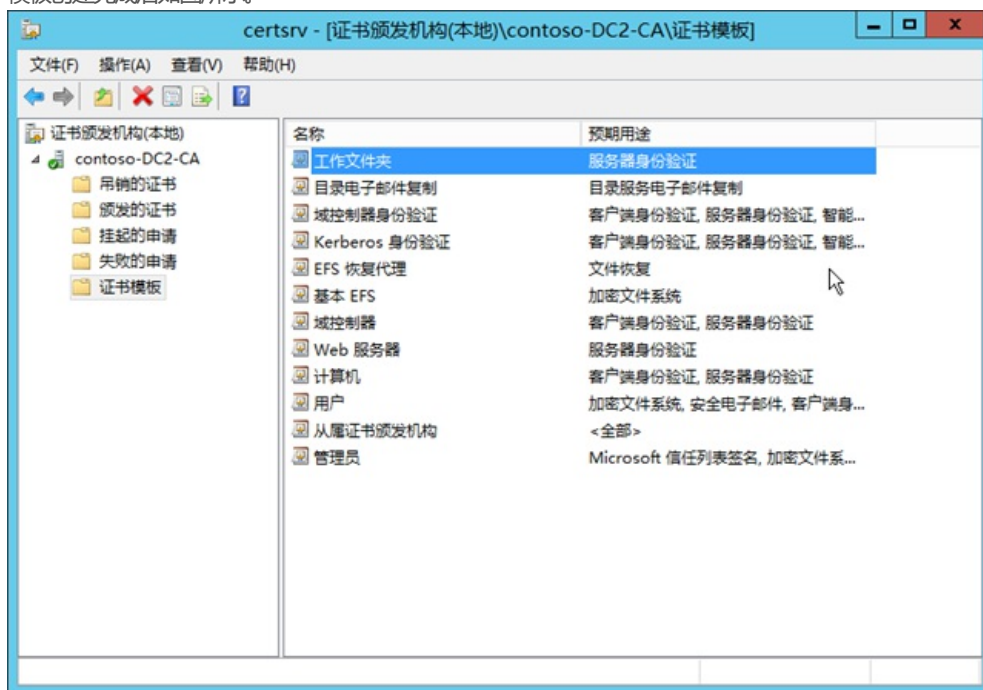 certsrv - [证书颁发机构(本地)\contoso-DC2-CA\证书模板]
文件(F) 操作(A) 查看(V) 帮助(H)
证书颁发机构(本地)
contoso-DC2-CA
吊销的证书
颁发的证书
挂起的申请
失败的申请
证书模板
名称 预期用途
工作文件夹 服务器身份验证
目录电子邮件复制 目录服务电子邮件复制
域控制器身份验证 客户端身份验证, 服务器身份验证, 智能...
Kerberos 身份验证 客户端身份验证, 服务器身份验证, 智能...
EFS 恢复代理 文件恢复
基本 EFS 加密文件系统
域控制器 客户端身份验证, 服务器身份验证
Web 服务器 服务器身份验证
计算机 客户端身份验证, 服务器身份验证
用户 加密文件系统, 安全电子邮件, 客户端身...
从属证书颁发机构 <全部>
管理员 Microsoft 信任列表签名, 加密文件系...